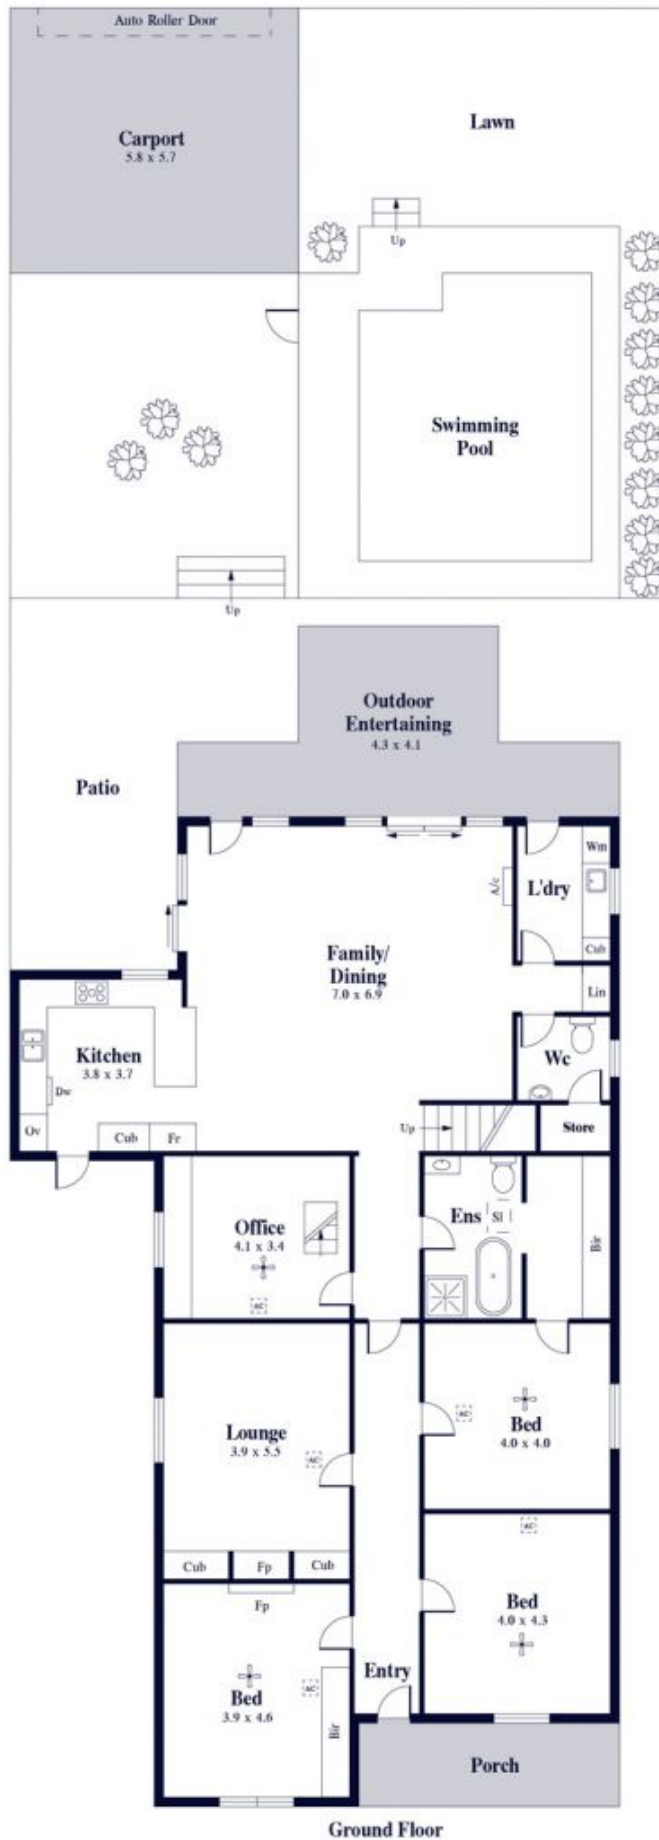 Auto Roller Door
Carport
5.8 x 5.7
Lawn
Up
Swimming
Pool
Up
Outdoor
Entertaining
4.3 x 4.1
Patio
Wm
L'dry
A/c
Cub
Family/
Dining
7.0 x 6.9
Lin
Kitchen
3.8 x 3.7
Wc
Dw
Ov
Cub
Fr
Up
Store
Office
4.1 x 3.4
AC
Ens
Sl
Bir
Lounge
3.9 x 5.5
AC
AC
Bed
4.0 x 4.0
Cub
Fp
Cub
Fp
AC
Bed
4.0 x 4.3
Bed
3.9 x 4.6
AC
Bir
Entry
Porch
Ground Floor